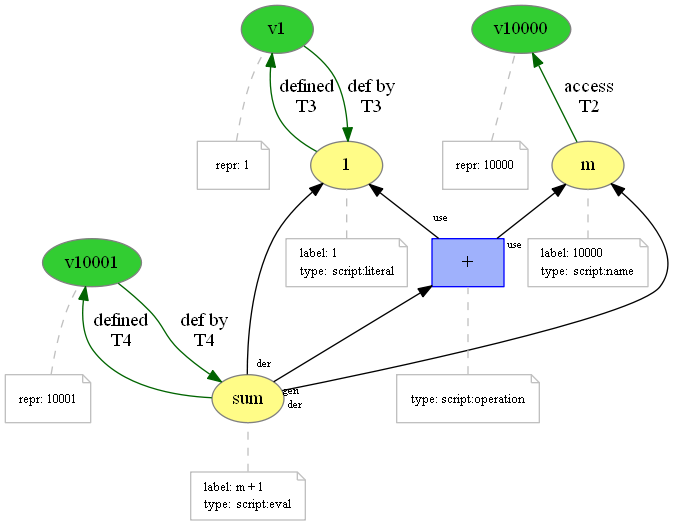 v1
v10000
defined
T3
def by
T3
access
T2
repr: 1
1
repr: 10000
m
use
use
label: 1
type: script:literal
+
label: 10000
type: script:name
v10001
defined
T4
def by
T4
der
repr: 10001
sum
gen
der
type: script:operation
label: m + 1
type: script:eval